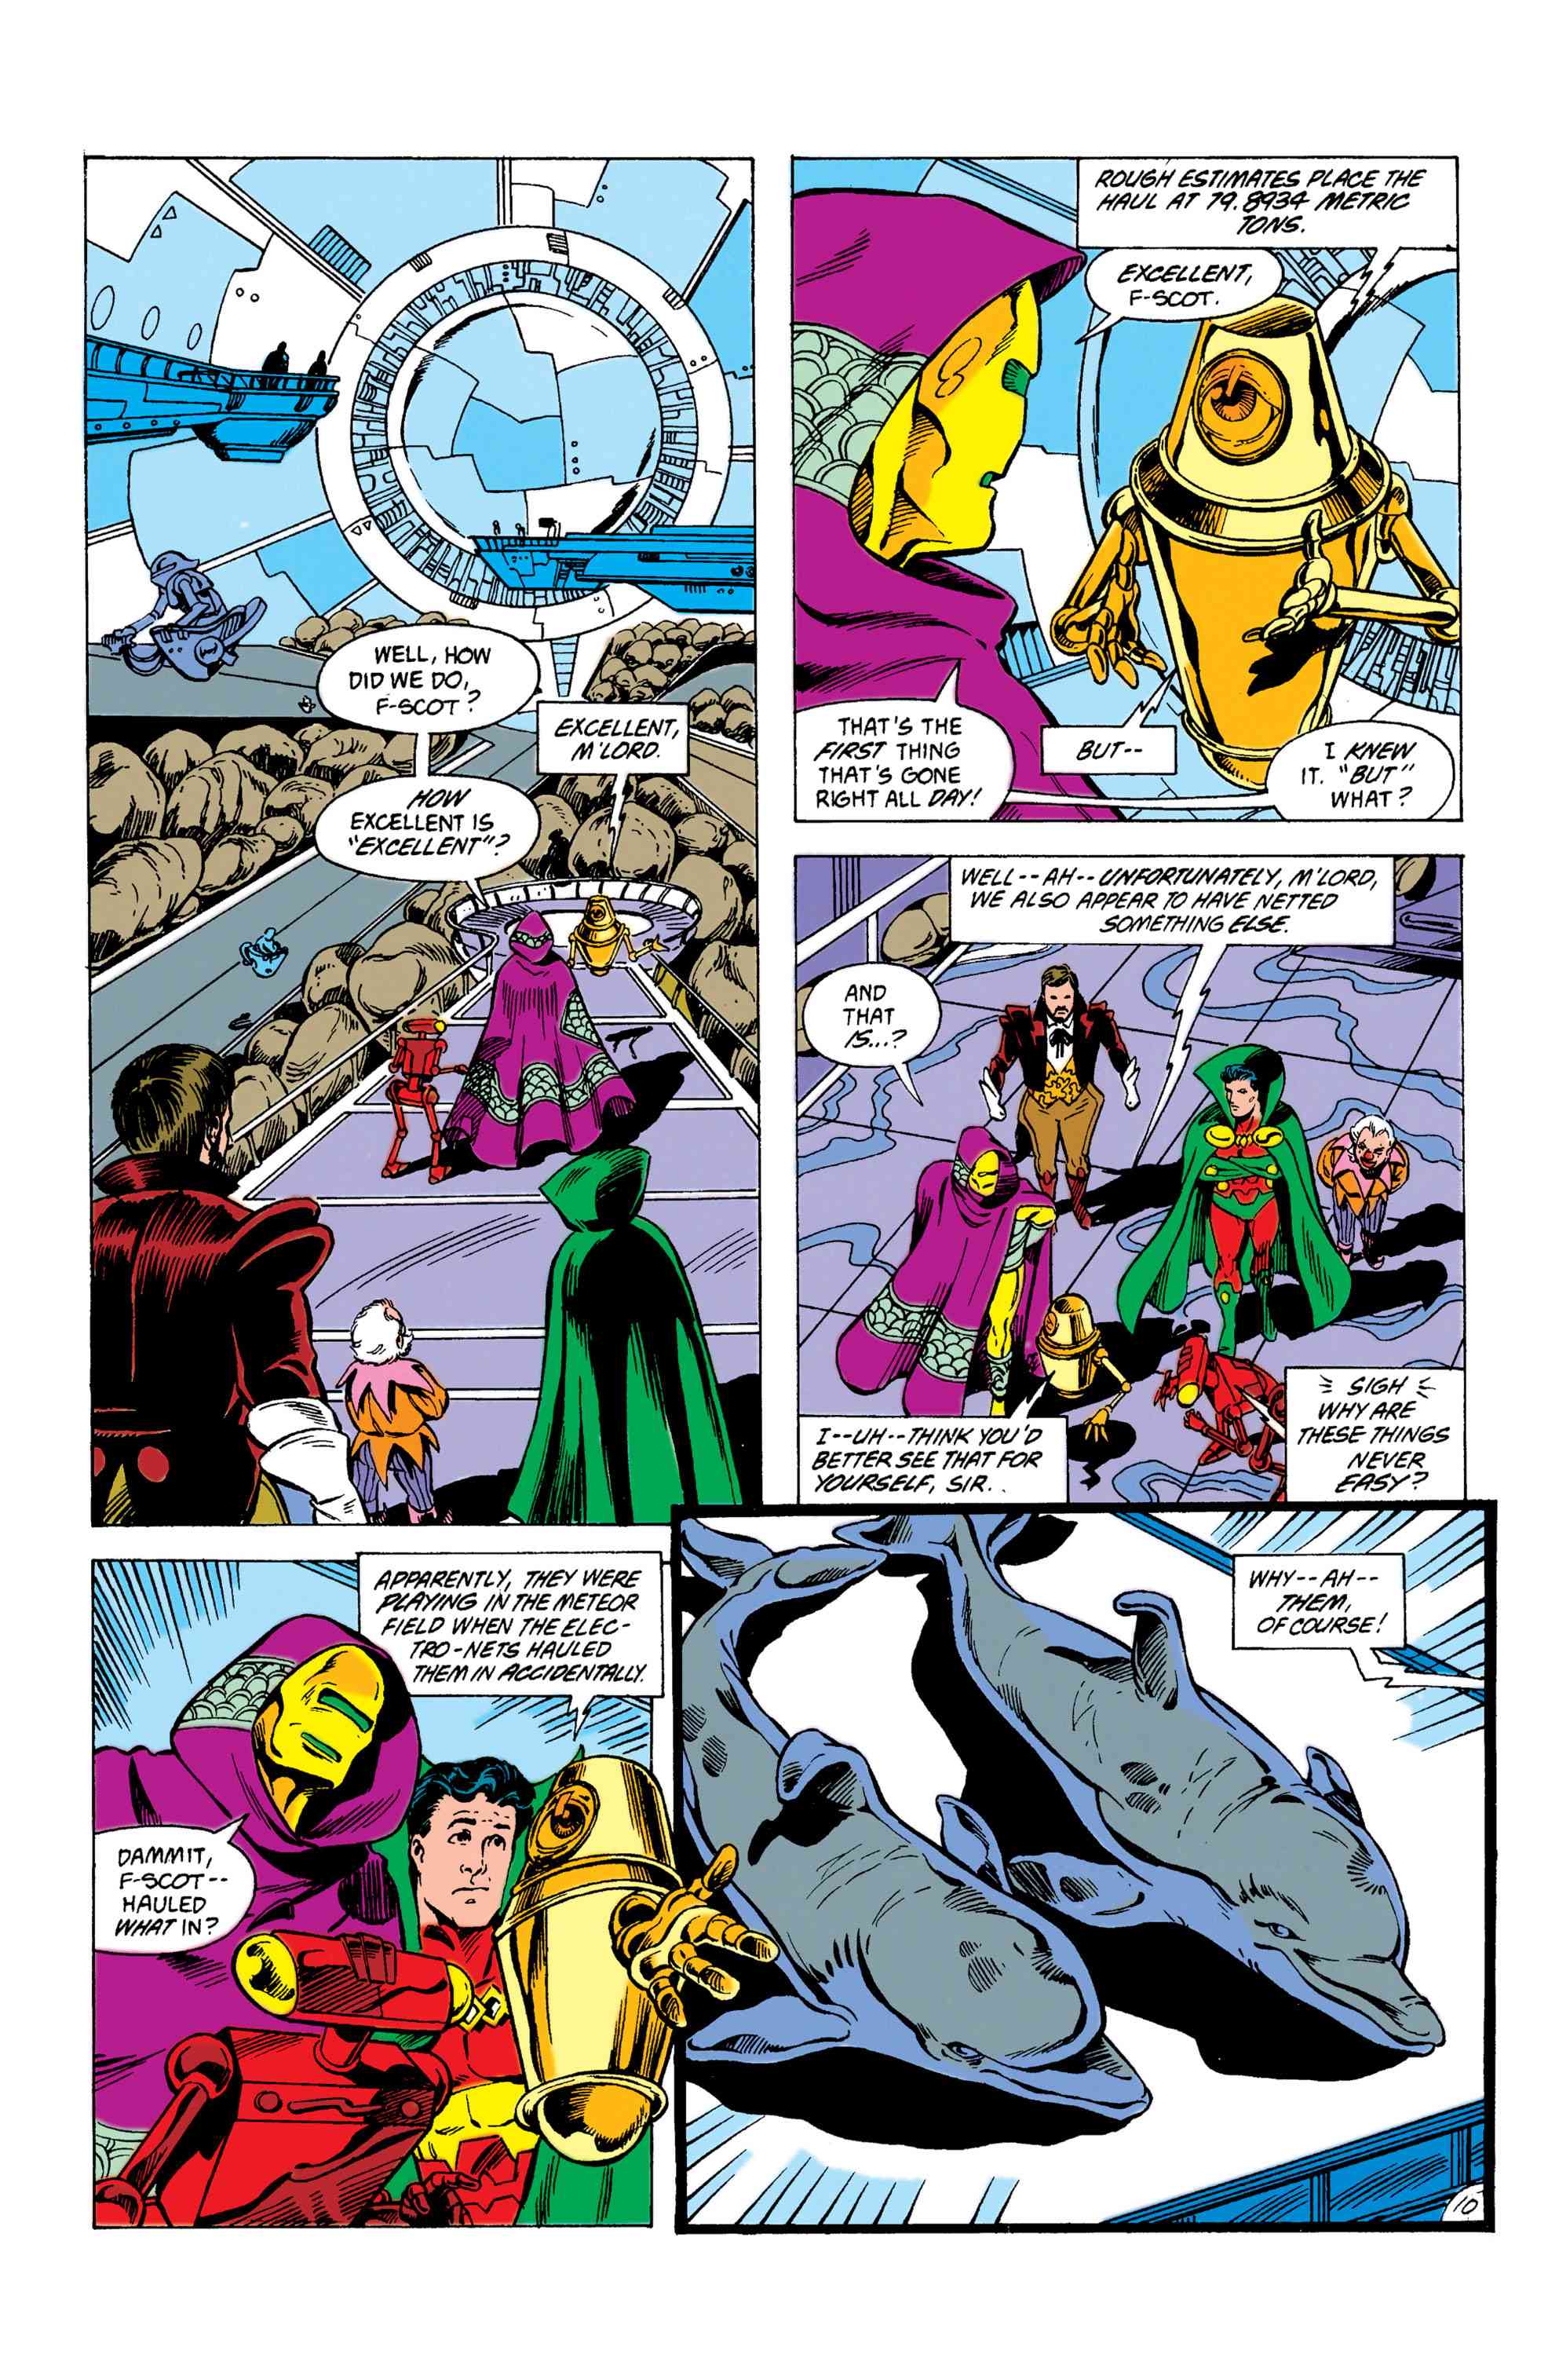 WELL, HOW
DID WE DO,
F-SCOT?
EXCELLENT,
M'LORD.
HOW
EXCELLENT IS
"EXCELLENT"?
ROUGH ESTIMATES PLACE THE
HAUL AT 79.8934 METRIC
TONS.
EXCELLENT,
F-SCOT.
THAT'S THE
FIRST THING
THAT'S GONE
RIGHT ALL DAY!
BUT--
I KNEW
IT. "BUT"
WHAT?
WELL--AH--UNFORTUNATELY, M'LORD,
WE ALSO APPEAR TO HAVE NETTED
SOMETHING ELSE.
AND
THAT
IS...?
I--UH--THINK YOU'D
BETTER SEE THAT FOR
YOURSELF, SIR..
SIGH
WHY ARE
THESE THINGS
NEVER
EASY?
APPARENTLY, THEY WERE
PLAYING IN THE METEOR
FIELD WHEN THE ELEC-
TRO-NETS HAULED
THEM IN ACCIDENTALLY.
DAMMIT,
F-SCOT--
HAULED
WHAT IN?
WHY--AH--
THEM,
OF COURSE!
10